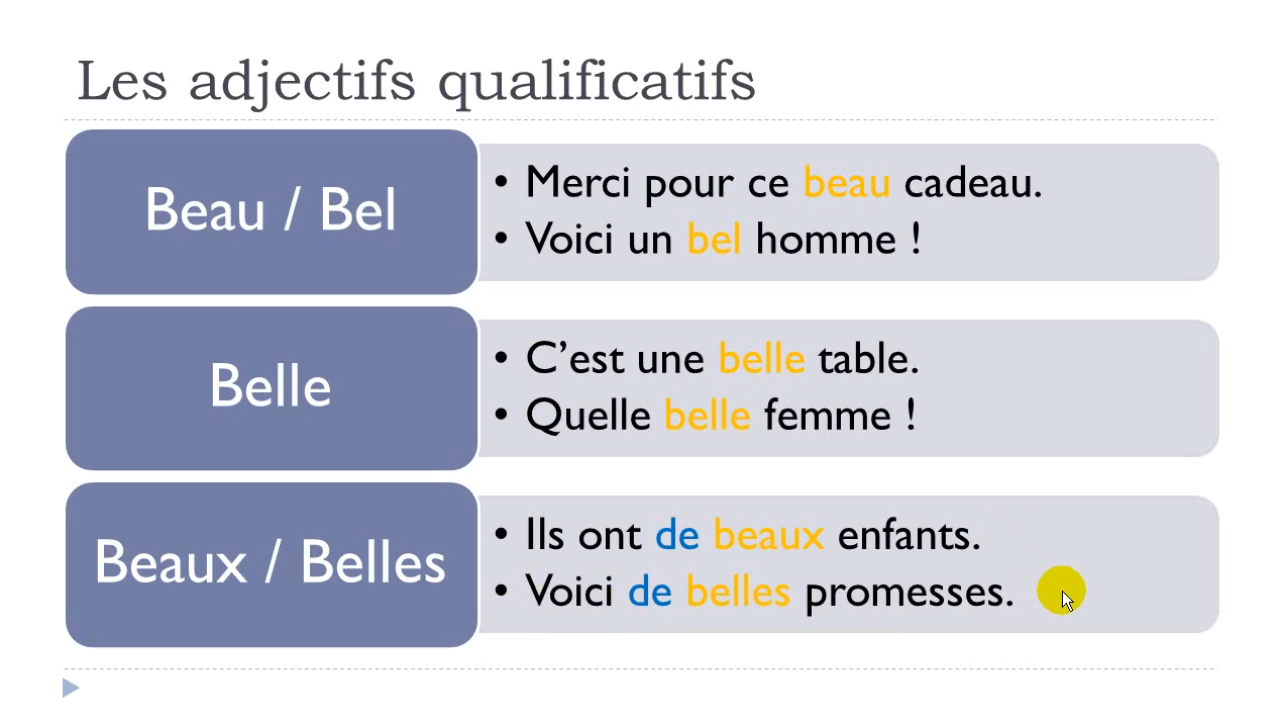 Les adjectifs qualificatifs
Beau / Bel
• Merci pour ce beau cadeau.
• Voici un bel homme !
Belle
• C’est une belle table.
• Quelle belle femme !
Beaux / Belles
• Ils ont de beaux enfants.
• Voici de belles promesses.